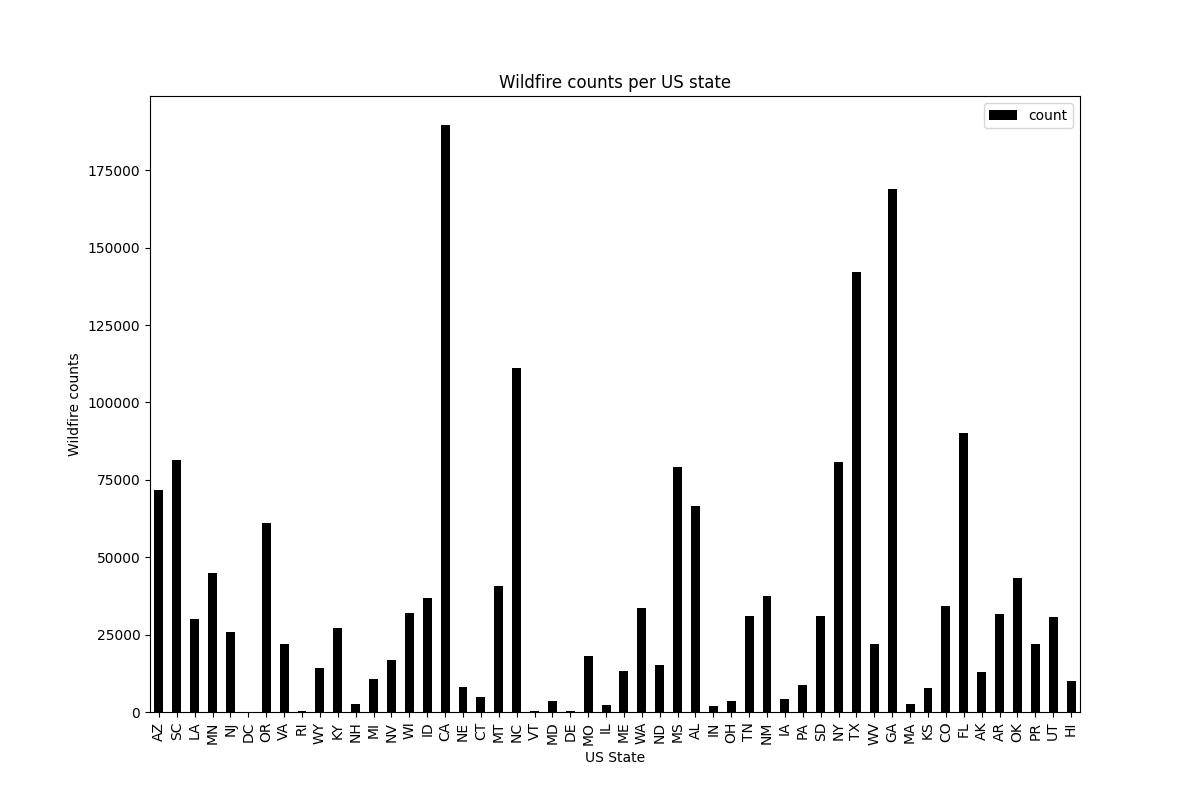 Wildfire counts per US state
count
175000
150000
125000
100000
75000
50000
25000
0
Wildfire counts
AZ SC LA MN NJ DC OR VA RI WY KY NH MI NV WI ID CA NE CT MT NC VT MD DE MO IL ME WA ND MS AL IN OH TN NM IA PA SD NY TX WV GA MA KS CO FL AK AR OK PR UT HI
US State